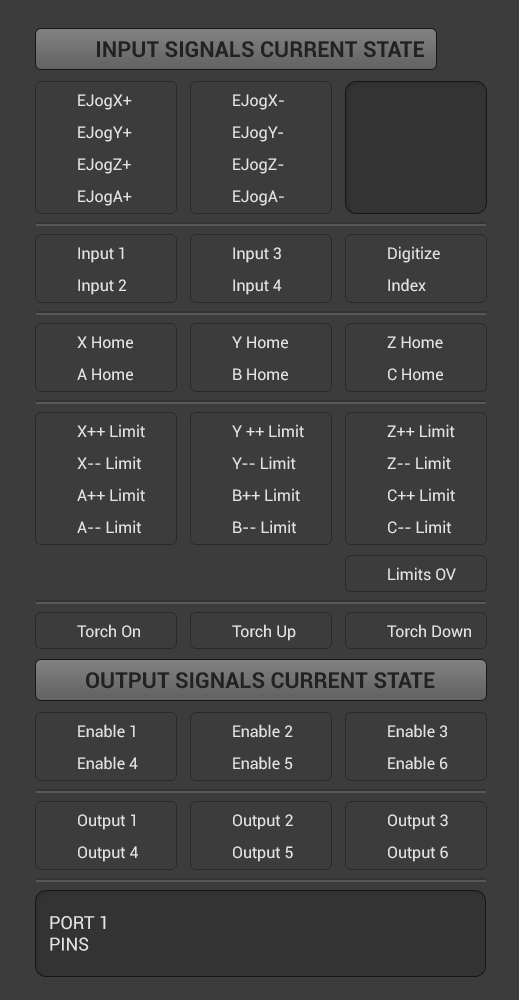 INPUT SIGNALS CURRENT STATE
EJogX+ EJogX-
EJogY+ EJogY-
EJogZ+ EJogZ-
EJogA+ EJogA-
Input 1 Input 3 Digitize
Input 2 Input 4 Index
X Home Y Home Z Home
A Home B Home C Home
X++ Limit Y ++ Limit Z++ Limit
X-- Limit Y-- Limit Z-- Limit
A++ Limit B++ Limit C++ Limit
A-- Limit B-- Limit C-- Limit
Limits OV
Torch On Torch Up Torch Down
OUTPUT SIGNALS CURRENT STATE
Enable 1 Enable 2 Enable 3
Enable 4 Enable 5 Enable 6
Output 1 Output 2 Output 3
Output 4 Output 5 Output 6
PORT 1
PINS